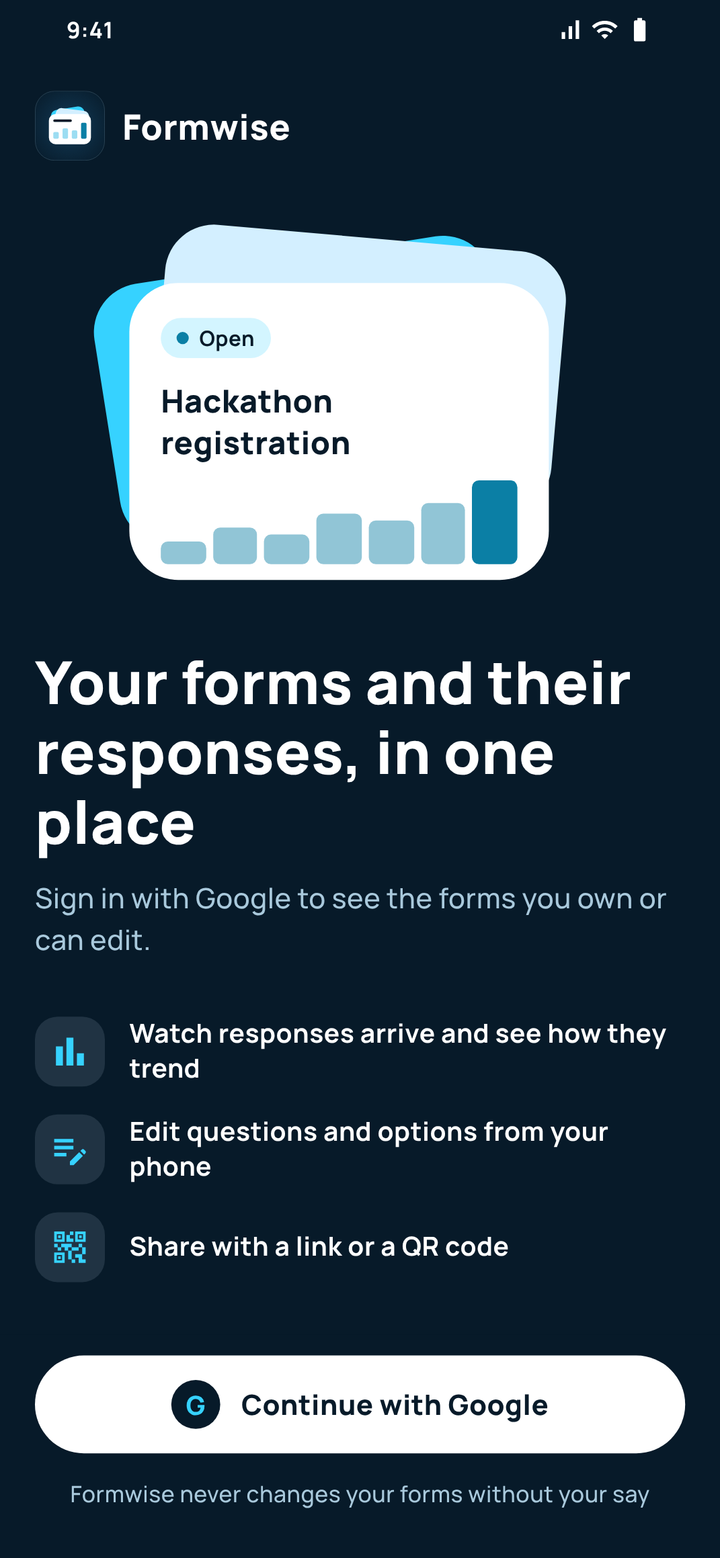 9:41
Formwise
Open
Hackathon
registration
Your forms and their
responses, in one
place
Sign in with Google to see the forms you own or
can edit.
Watch responses arrive and see how they
trend
Edit questions and options from your
phone
Share with a link or a QR code
G Continue with Google
Formwise never changes your forms without your say